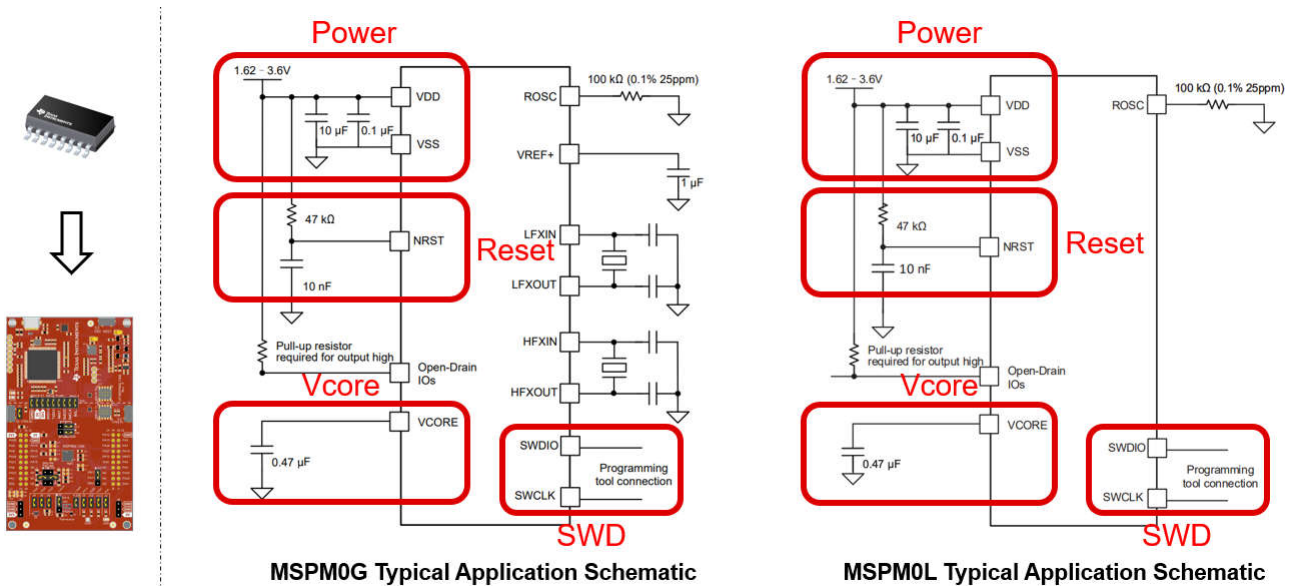 Power
1.62 - 3.6V
VDD
10 µF
0.1 µF
VSS
47 kΩ
NRST
Reset
10 nF
Pull-up resistor
required for output high
Open-Drain
IOs
Vcore
VCORE
0.47 µF
ROSC
100 kΩ (0.1% 25ppm)
VREF+
1 µF
LFXIN
LFXOUT
HFXIN
HFXOUT
SWDIO
Programming
tool connection
SWCLK
SWD
MSPM0G Typical Application Schematic
Power
1.62 - 3.6V
VDD
10 µF
0.1 µF
VSS
47 kΩ
NRST
Reset
10 nF
Pull-up resistor
required for output high
Open-Drain
IOs
Vcore
VCORE
0.47 µF
ROSC
100 kΩ (0.1% 25ppm)
SWDIO
Programming
tool connection
SWCLK
SWD
MSPM0L Typical Application Schematic
TEXAS
INSTRUMENTS